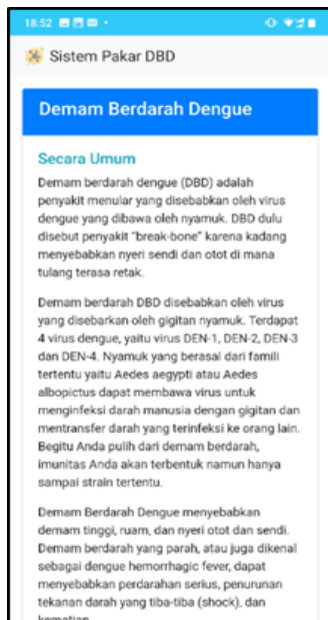 18:52
Sistem Pakar DBD
Demam Berdarah Dengue
Secara Umum
Demam berdarah dengue (DBD) adalah
penyakit menular yang disebabkan oleh virus
dengue yang dibawa oleh nyamuk. DBD dulu
disebut penyakit "break-bone" karena kadang
menyebabkan nyeri sendi dan otot di mana
tulang terasa retak.
Demam berdarah DBD disebabkan oleh virus
yang disebarkan oleh gigitan nyamuk. Terdapat
4 virus dengue, yaitu virus DEN-1, DEN-2, DEN-3
dan DEN-4. Nyamuk yang berasal dari famili
tertentu yaitu Aedes aegypti atau Aedes
albopictus dapat membawa virus untuk
menginfeksi darah manusia dengan gigitan dan
mentransfer darah yang terinfeksi ke orang lain.
Begitu Anda pulih dari demam berdarah,
imunitas Anda akan terbentuk namun hanya
sampai strain tertentu.
Demam Berdarah Dengue menyebabkan
demam tinggi, ruam, dan nyeri otot dan sendi.
Demam berdarah yang parah, atau juga dikenal
sebagai dengue hemorrhagic fever, dapat
menyebabkan perdarahan serius, penurunan
tekanan darah yang tiba-tiba (shock), dan
kematian